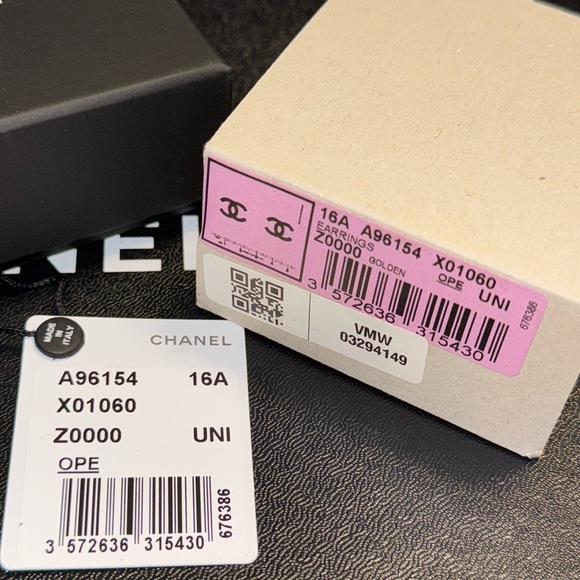 NEL
16A A96154 X01060
EARRINGS
Z0000 GOLDEN OPE UNI
3 572636 315430
676386
VMW
03294149
MADE
IN
ITALY
CHANEL
A96154 16A
X01060
Z0000 UNI
OPE
3 572636 315430
676386